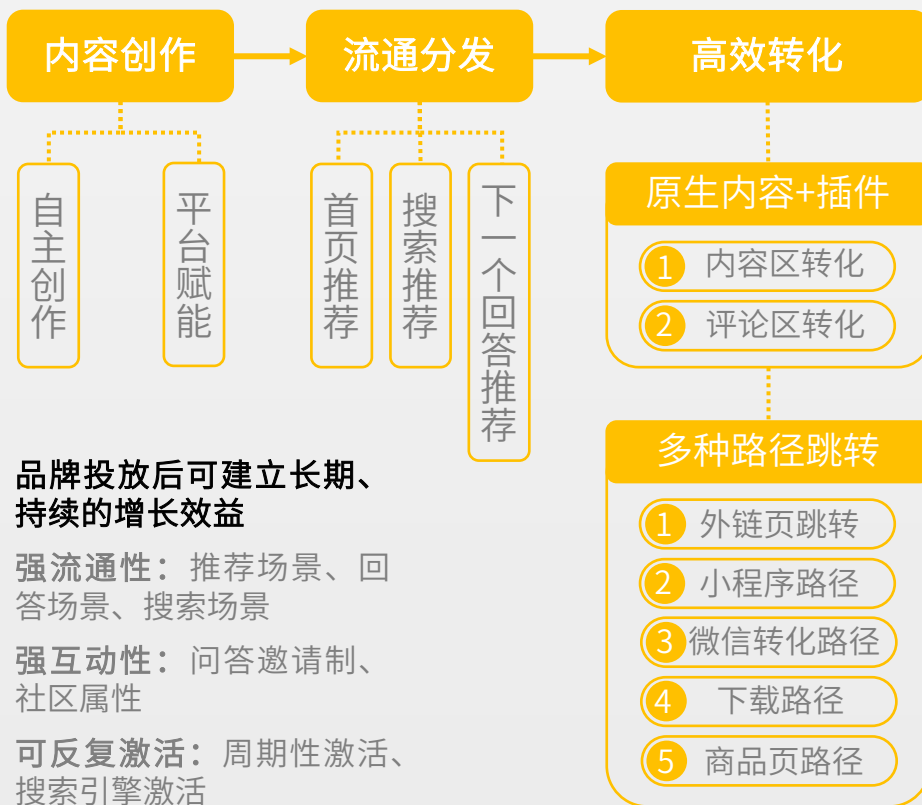 内容创作
流通分发
高效转化
自主创作
平台赋能
首页推荐
搜索推荐
下一个回答推荐
原生内容+插件
1 内容区转化
2 评论区转化
多种路径跳转
1 外链页跳转
2 小程序路径
3 微信转化路径
4 下载路径
5 商品页路径
品牌投放后可建立长期、
持续的增长效益
强流通性：推荐场景、回
答场景、搜索场景
强互动性：问答邀请制、
社区属性
可反复激活：周期性激活、
搜索引擎激活